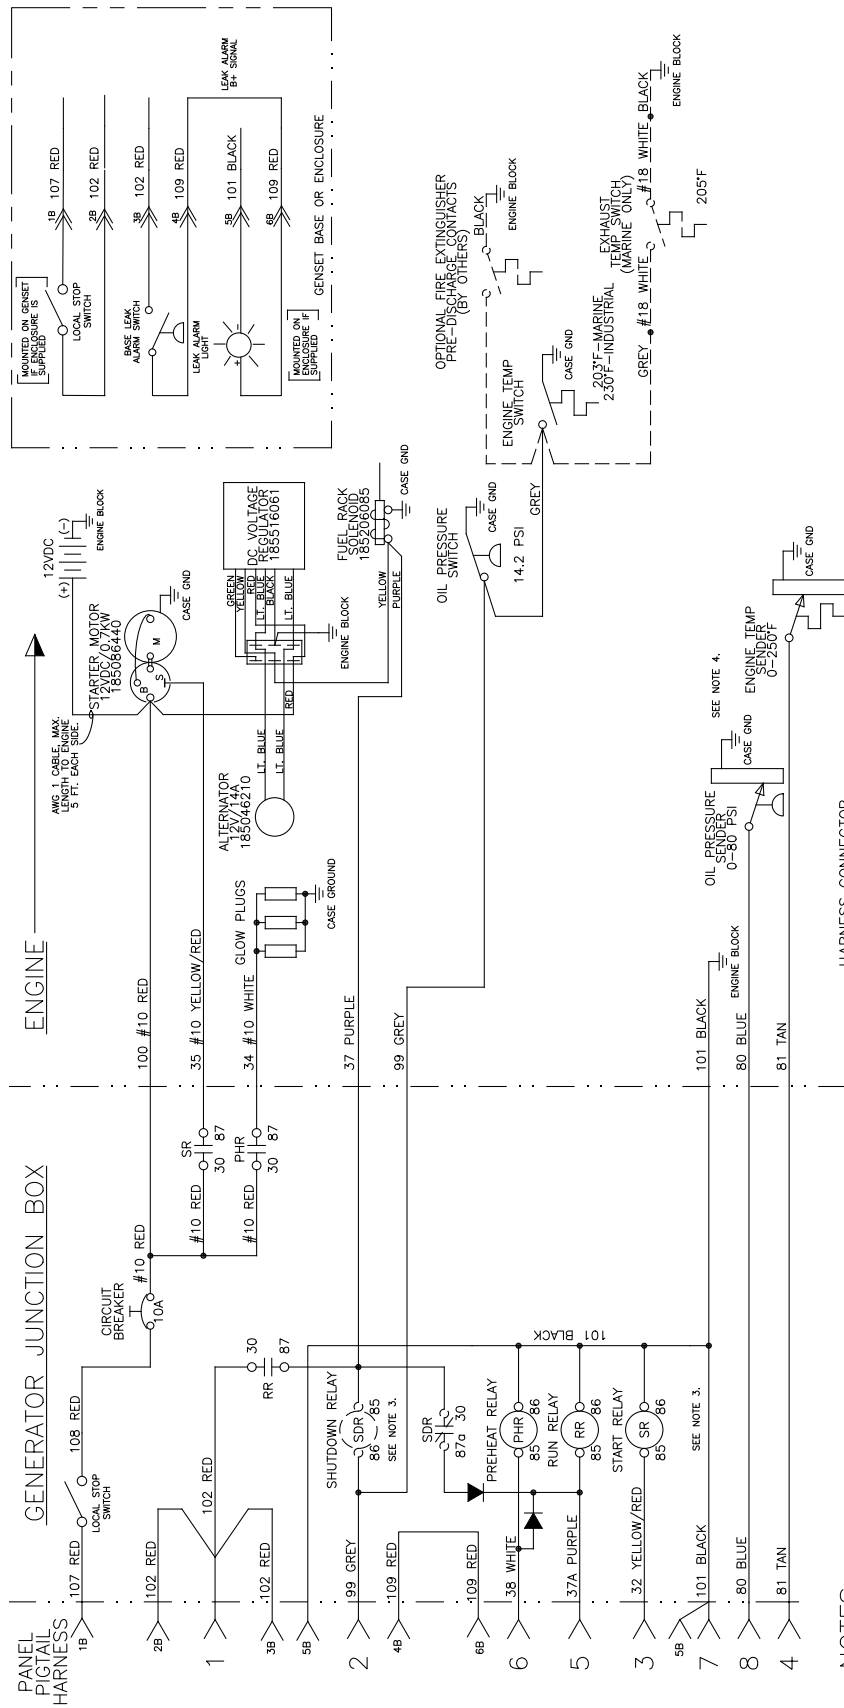 PANEL
PIGTAIL
HARNESS
GENERATOR JUNCTION BOX
ENGINE
1B
107 RED
LOCAL STOP
SWITCH
108 RED
CIRCUIT
BREAKER
10A
#10 RED
100 #10 RED
2B
102 RED
1
102 RED
3B
102 RED
#10 RED
30
SR
87
35 #10 YELLOW/RED
#10 RED
30
PHR
87
34 #10 WHITE
GLOW PLUGS
CASE GROUND
30
RR
87
5B
SHUTDOWN RELAY
2
99 GREY
86
SDR
85
SEE NOTE 3.
37 PURPLE
99 GREY
4B
109 RED
6B
109 RED
SDR
87a
30
6
38 WHITE
PREHEAT RELAY
85
PHR
86
5
37A PURPLE
RUN RELAY
85
RR
86
101 BLACK
3
32 YELLOW/RED
START RELAY
85
SR
86
SEE NOTE 3.
5B
7
101 BLACK
101 BLACK
ENGINE BLOCK
8
80 BLUE
80 BLUE
4
81 TAN
81 TAN
OIL PRESSURE
SENDER
0-80 PSI
CASE GND
SEE NOTE 4.
ENGINE TEMP
SENDER
0-250°F
CASE GND
AWG 1 CABLE, MAX.
LENGTH TO ENGINE
5 FT. EACH SIDE.
STARTER MOTOR
12VDC/0.7KW
185086440
B
S
M
CASE GND
12VDC
(+)
(-)
ENGINE BLOCK
ALTERNATOR
12V/14A
185046210
LT. BLUE
LT. BLUE
RED
ENGINE BLOCK
GREEN
YELLOW
RED
LT. BLUE
BLACK
LT. BLUE
DC VOLTAGE
REGULATOR
185516061
YELLOW
PURPLE
FUEL RACK
SOLENOID
185206085
CASE GND
OIL PRESSURE
SWITCH
CASE GND
14.2 PSI
GREY
ENGINE TEMP
SWITCH
CASE GND
203°F-MARINE
230°F-INDUSTRIAL
OPTIONAL FIRE EXTINGUISHER
PRE-DISCHARGE CONTACTS
(BY OTHERS)
BLACK
ENGINE BLOCK
GREY
#18 WHITE
EXHAUST
TEMP SWITCH
(MARINE ONLY)
205°F
#18 WHITE
BLACK
ENGINE BLOCK
MOUNTED ON GENSET
IF ENCLOSURE IS
SUPPLIED
LOCAL STOP
SWITCH
1B
107 RED
2B
102 RED
BASE LEAK
ALARM SWITCH
3B
102 RED
4B
109 RED
LEAK ALARM
LIGHT
LEAK ALARM
B+ SIGNAL
+
-
5B
101 BLACK
6B
109 RED
MOUNTED ON
ENCLOSURE IF
SUPPLIED
GENSET BASE OR ENCLOSURE
NOTES
HARNESS CONNECTOR